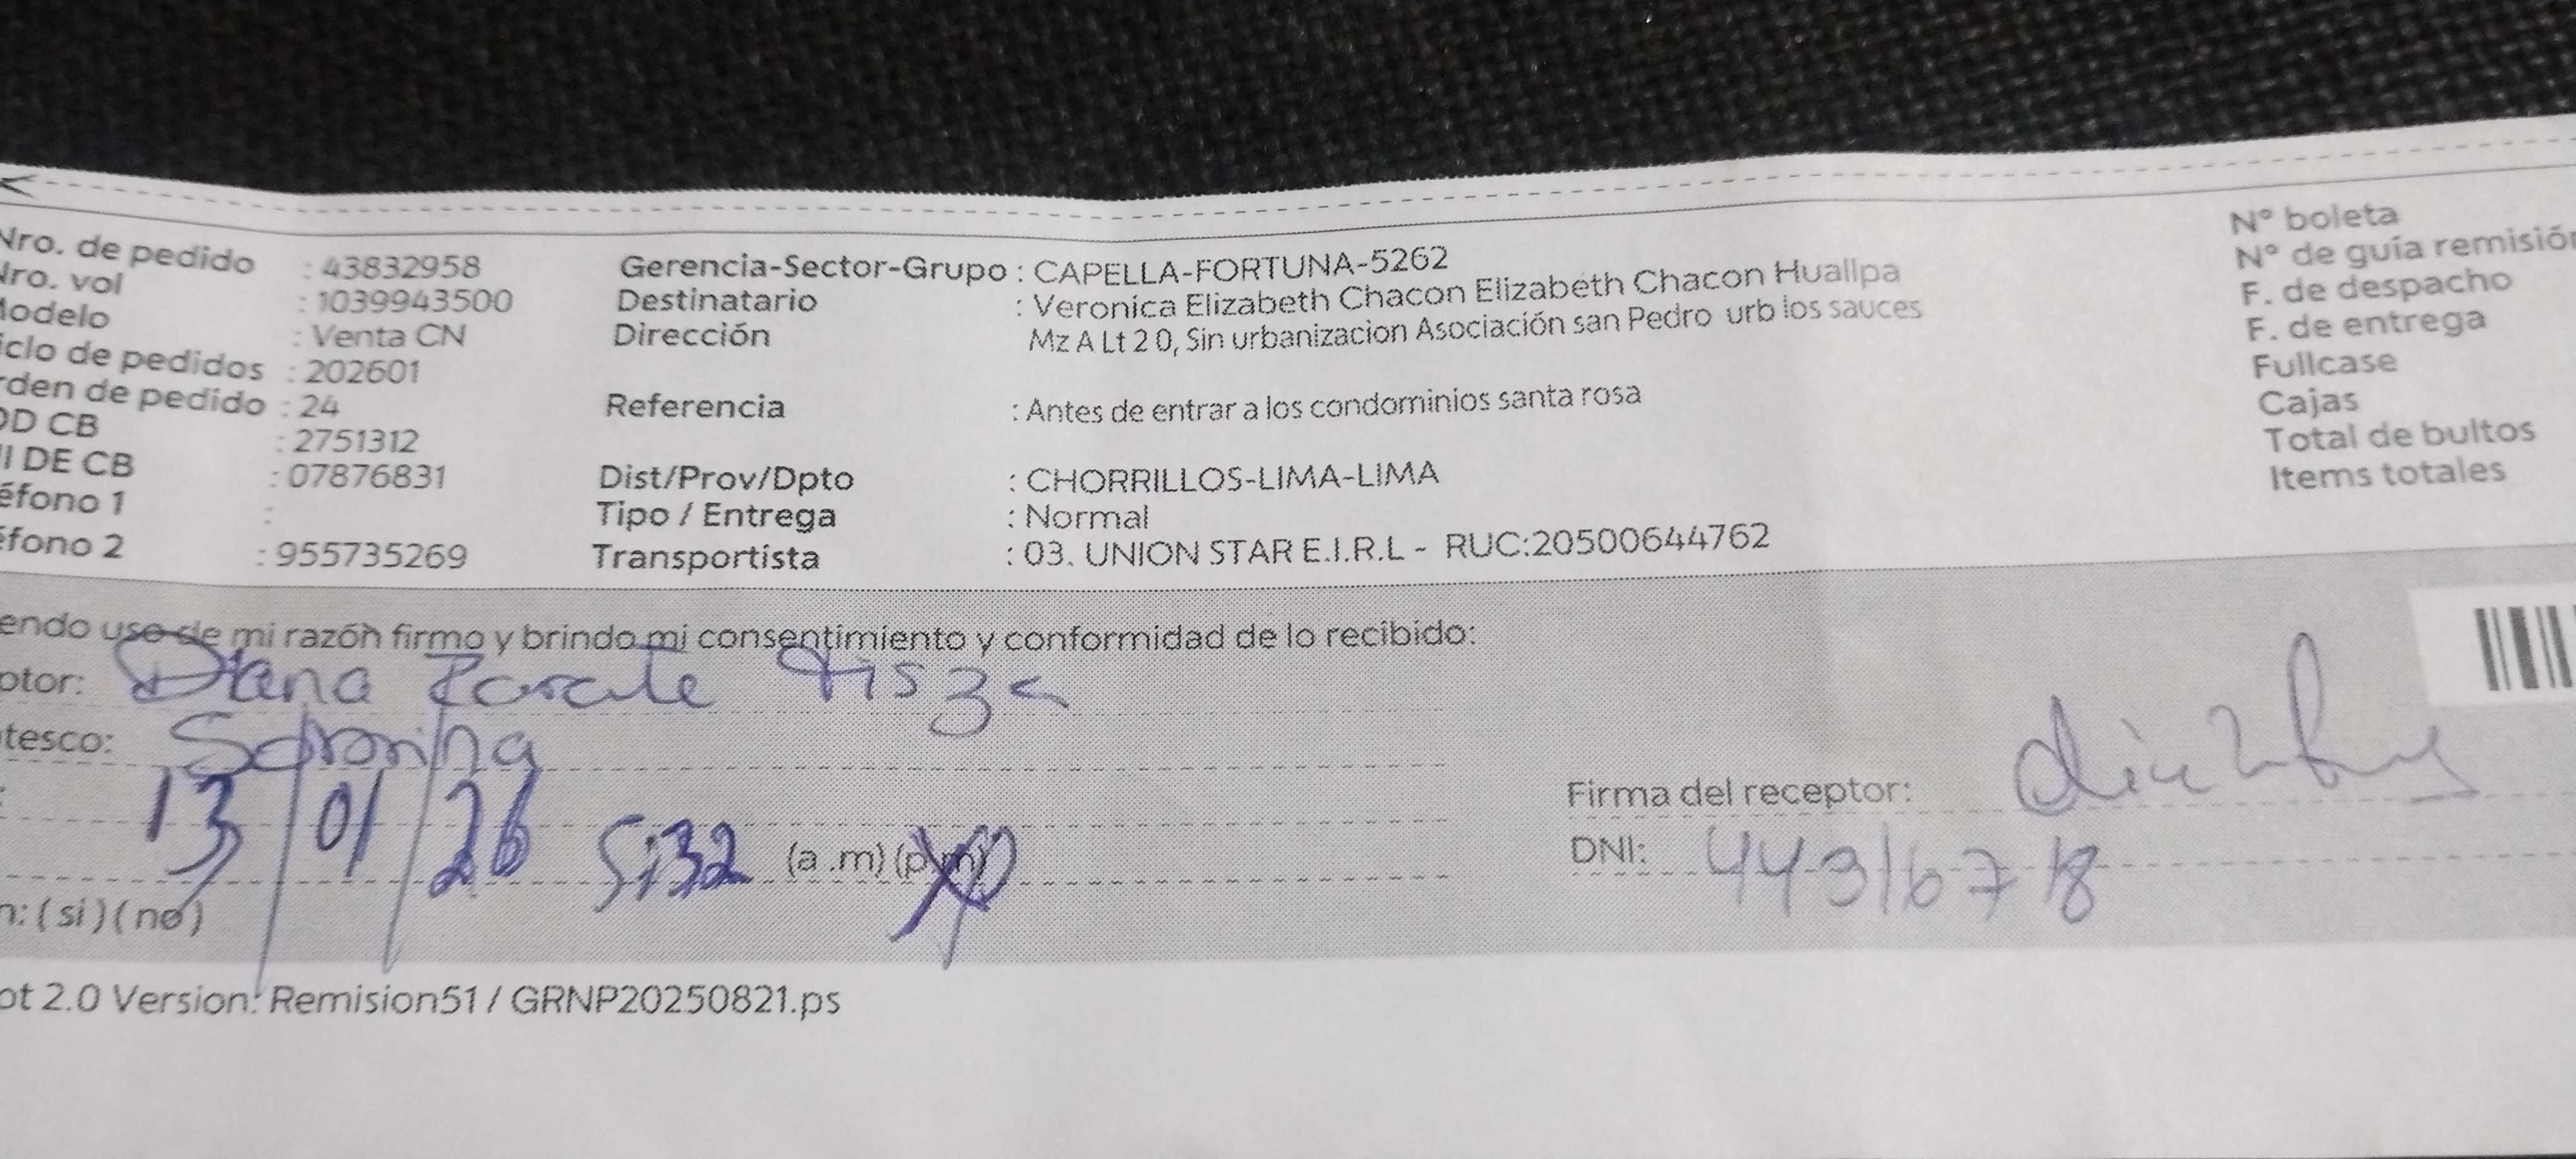 Nro. de pedido : 43832958
Nro. vol : 1039943500
Modelo : Venta CN
iclo de pedidos : 202601
rden de pedido : 24
OD CB : 2751312
I DE CB : 07876831
éfono 1 :
éfono 2 : 955735269
Gerencia-Sector-Grupo : CAPELLA-FORTUNA-5262
Destinatario : Veronica Elizabeth Chacon Elizabeth Chacon Huallpa
Dirección Mz A Lt 2 0, Sin urbanizacion Asociación san Pedro urb los sauces
Referencia : Antes de entrar a los condominios santa rosa
Dist/Prov/Dpto : CHORRILLOS-LIMA-LIMA
Tipo / Entrega : Normal
Transportista : 03. UNION STAR E.I.R.L - RUC:20500644762
N° boleta
N° de guía remisión
F. de despacho
F. de entrega
Fullcase
Cajas
Total de bultos
Items totales
endo uso de mi razón firmo y brindo mi consentimiento y conformidad de lo recibido:
ptor: Diana Zarate
tesco: Sobrina
13/01/26 5:32 (a .m) (p.m)
n: ( si ) ( no )
Firma del receptor:
DNI: 44316718
ot 2.0 Version: Remision51 / GRNP20250821.ps